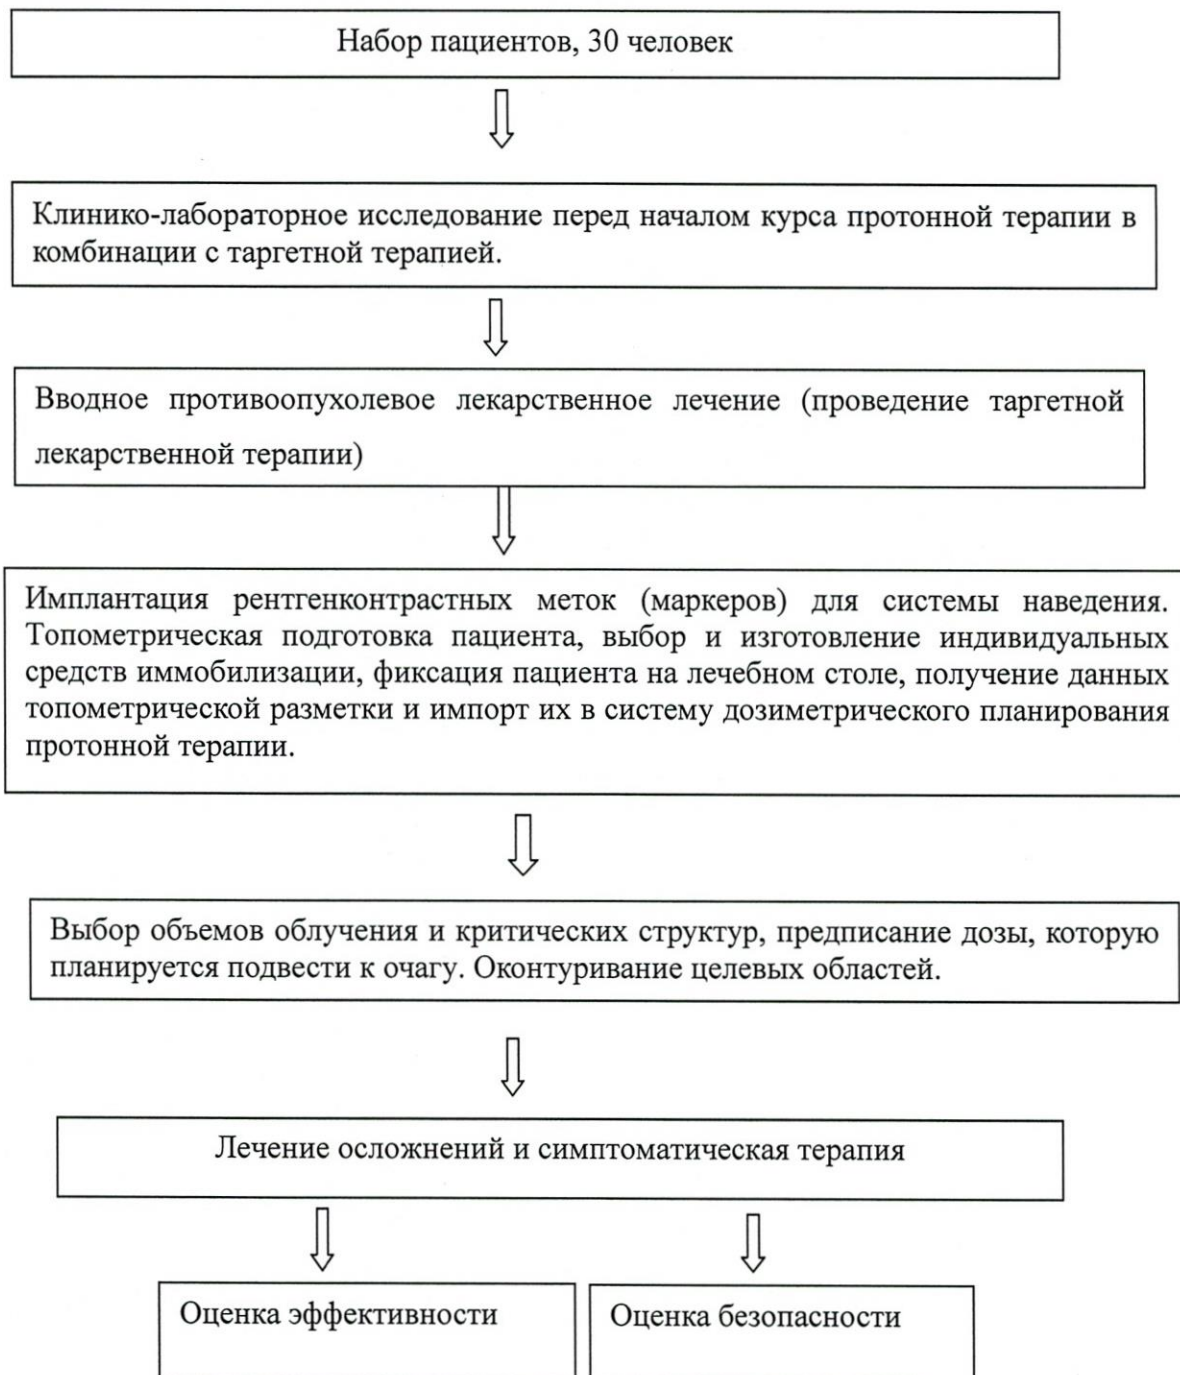 Набор пациентов, 30 человек
Клинико-лабораторное исследование перед началом курса протонной терапии в
комбинации с таргетной терапией.
Вводное противоопухолевое лекарственное лечение (проведение таргетной
лекарственной терапии)
Имплантация рентгенконтрастных меток (маркеров) для системы наведения.
Топометрическая подготовка пациента, выбор и изготовление индивидуальных
средств иммобилизации, фиксация пациента на лечебном столе, получение данных
топометрической разметки и импорт их в систему дозиметрического планирования
протонной терапии.
Выбор объемов облучения и критических структур, предписание дозы, которую
планируется подвести к очагу. Оконтуривание целевых областей.
Лечение осложнений и симптоматическая терапия
Оценка эффективности
Оценка безопасности